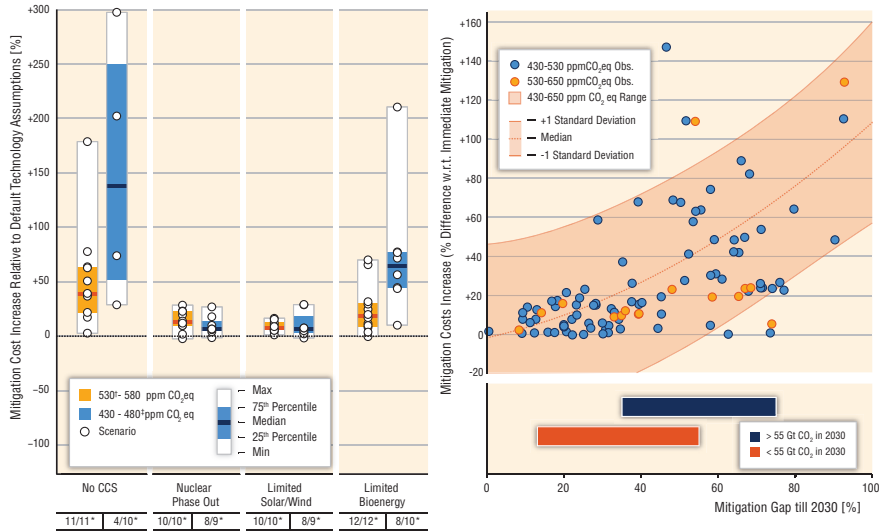 Mitigation Cost Increase Relative to Default Technology Assumptions [%]
+300
+250
+200
+150
+100
+50
0
−50
−100
530†- 580 ppm CO2eq
430 - 480‡ppm CO2eq
Scenario
Max
75th Percentile
Median
25th Percentile
Min
No CCS
Nuclear
Phase Out
Limited
Solar/Wind
Limited
Bioenergy
11/11* 4/10* 10/10* 8/9* 10/10* 8/9* 12/12* 8/10*
Mitigation Costs Increase (% Difference w.r.t. Immediate Mitigation)
+160
+140
+120
+100
+80
+60
+40
+20
0
-20
430-530 ppmCO2eq Obs.
530-650 ppmCO2eq Obs.
430-650 ppm CO2 eq Range
+1 Standard Deviation
Median
-1 Standard Deviation
> 55 Gt CO2 in 2030
< 55 Gt CO2 in 2030
0 20 40 60 80 100
Mitigation Gap till 2030 [%]